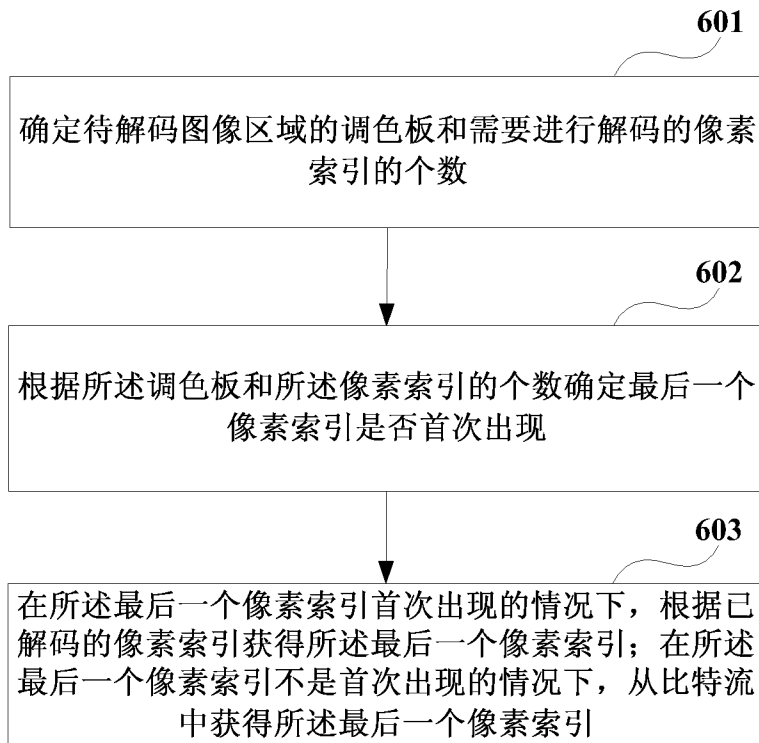 601
确定待解码图像区域的调色板和需要进行解码的像素
索引的个数
602
根据所述调色板和所述像素索引的个数确定最后一个
像素索引是否首次出现
603
在所述最后一个像素索引首次出现的情况下，根据已
解码的像素索引获得所述最后一个像素索引；在所述
最后一个像素索引不是首次出现的情况下，从比特流
中获得所述最后一个像素索引